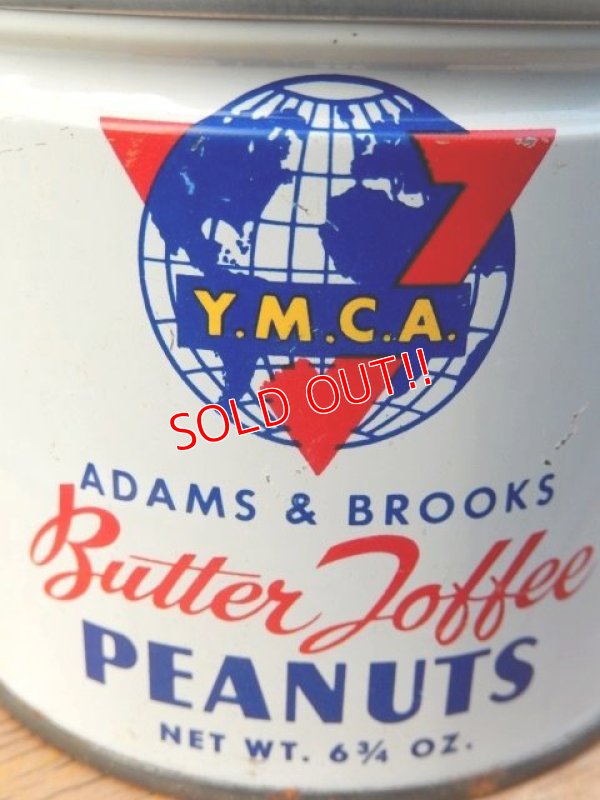 Y.M.C.A.
SOLD OUT!!
ADAMS & BROOKS
Butter Toffee
PEANUTS
NET WT. 6¾ OZ.